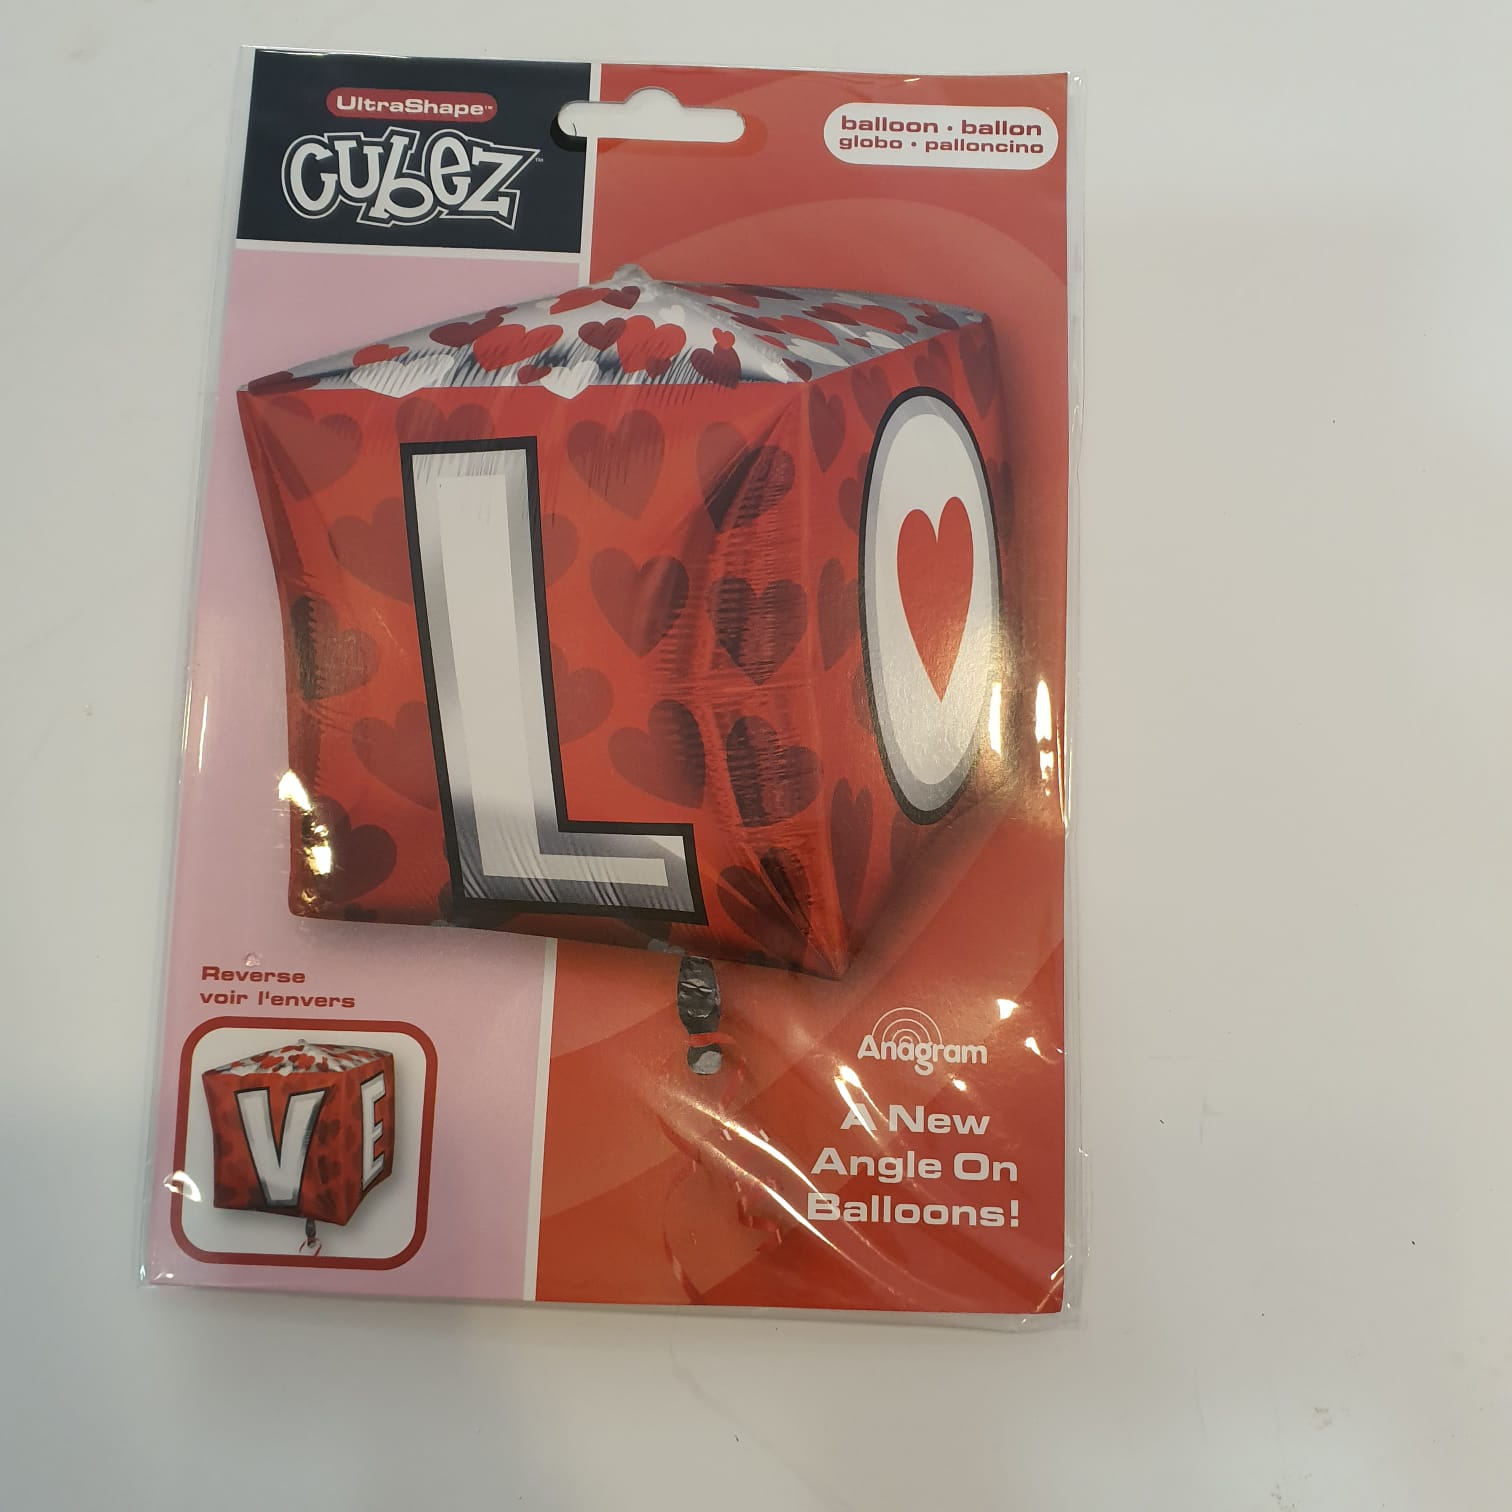 UltraShape™
cubez™
balloon • ballon
globo • palloncino
L
O
Reverse
voir l'envers
V E
Anagram
A New
Angle On
Balloons!